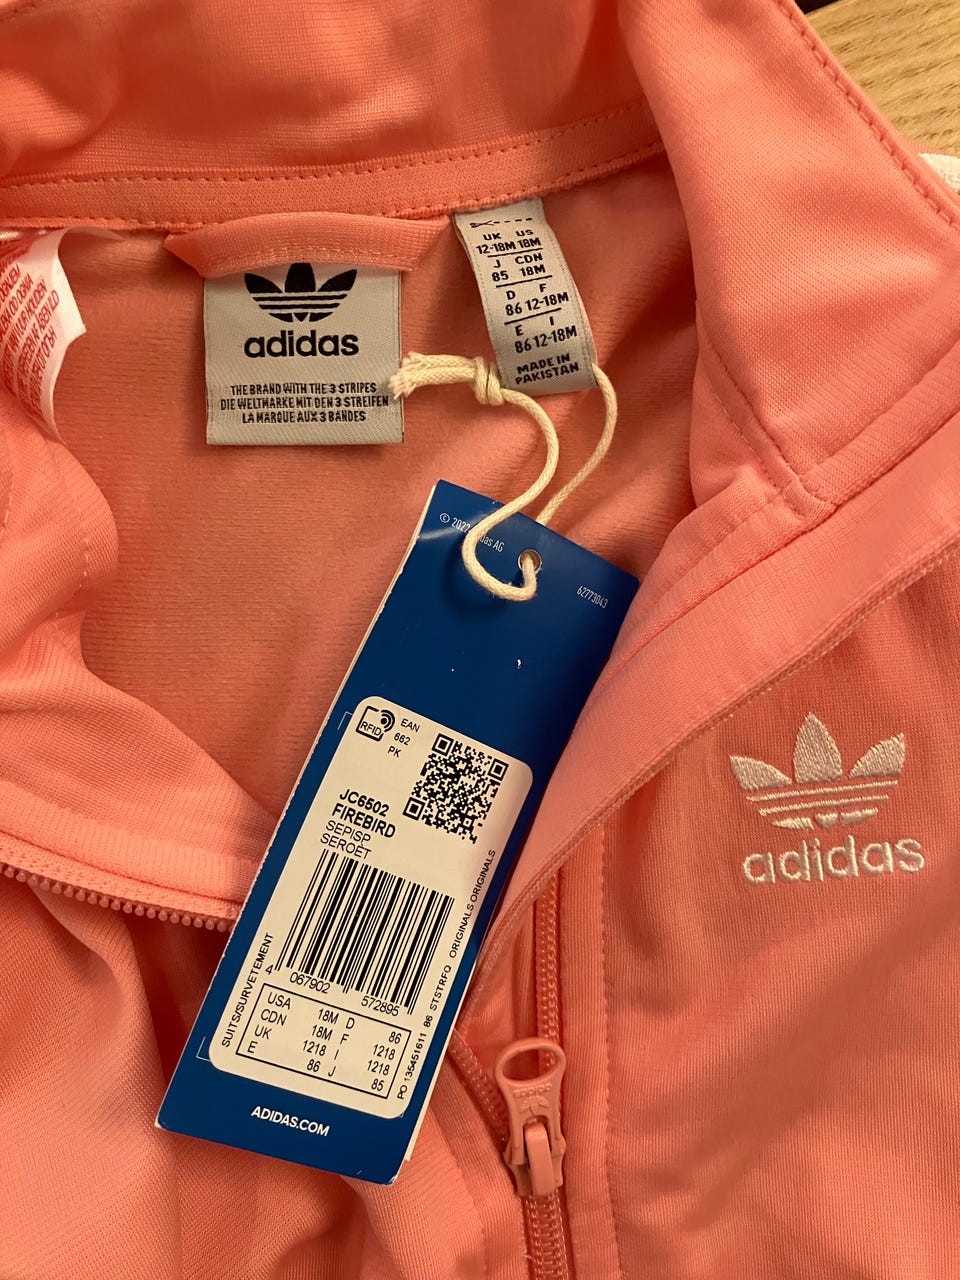 adidas
THE BRAND WITH THE 3 STRIPES
DIE WELTMARKE MIT DEN 3 STREIFEN
LA MARQUE AUX 3 BANDES
UK US
12-18M 18M
J CDN
85 18M
D F
86 12-18M
E I
86 12-18M
MADE IN
PAKISTAN
62773043
RFID
EAN
662
PK
JC6502
FIREBIRD
SEPISP
SEROET
4 067902 572895
SUITS/SURVETEMENT
USA 18M D 86
CDN 18M F 1218
UK 1218 I 1218
E 86 J 85
PO 135451611 86 STSTRFO ORIGINALS ORIGINALS
ADIDAS.COM
adidas
adidas